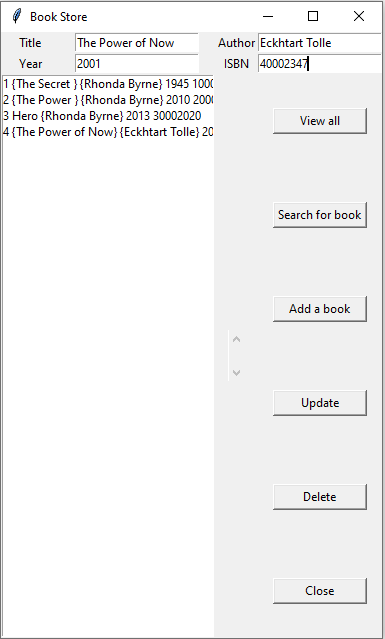 Book Store
Title The Power of Now Author Eckhtart Tolle
Year 2001 ISBN 40002347
1 {The Secret } {Rhonda Byrne} 1945 1000
2 {The Power } {Rhonda Byrne} 2010 2000
3 Hero {Rhonda Byrne} 2013 30002020
4 {The Power of Now} {Eckhtart Tolle} 20
View all
Search for book
Add a book
Update
Delete
Close